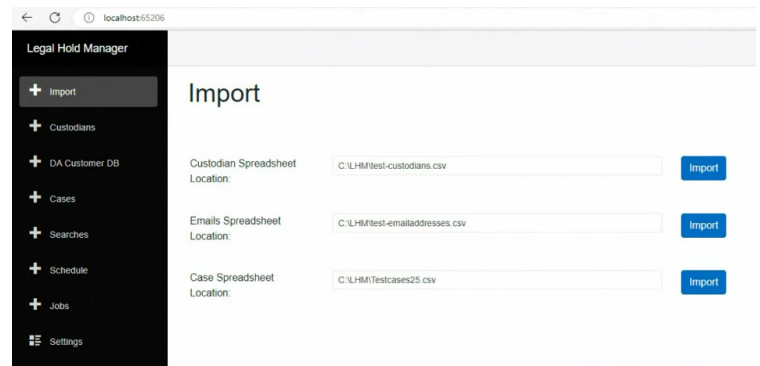 localhost:65206
Legal Hold Manager
Import
Custodians
DA Customer DB
Cases
Searches
Schedule
Jobs
Settings
Import
Custodian Spreadsheet
Location:
C:\LHM\test-custodians.csv
Import
Emails Spreadsheet
Location:
C:\LHM\test-emailaddresses.csv
Import
Case Spreadsheet
Location:
C:\LHM\Testcases25.csv
Import